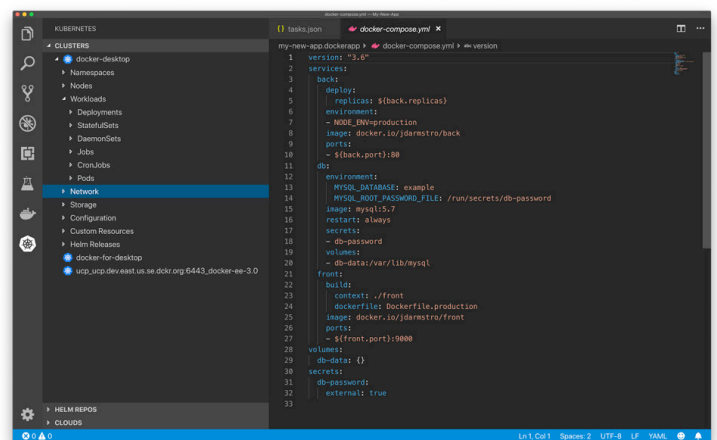 docker-compose.yml — My-New-App
KUBERNETES
CLUSTERS
docker-desktop
Namespaces
Nodes
Workloads
Deployments
StatefulSets
DaemonSets
Jobs
CronJobs
Pods
Network
Storage
Configuration
Custom Resources
Helm Releases
docker-for-desktop
ucp_ucp.dev.east.us.se.dckr.org:6443_docker-ee-3.0
HELM REPOS
CLOUDS
{} tasks.json docker-compose.yml ×
my-new-app.dockerapp ▸ docker-compose.yml ▸ abc version
1 version: "3.6"
2 services:
3 back:
4 deploy:
5 replicas: ${back.replicas}
6 environment:
7 - NODE_ENV=production
8 image: docker.io/jdarmstro/back
9 ports:
10 - ${back.port}:80
11 db:
12 environment:
13 MYSQL_DATABASE: example
14 MYSQL_ROOT_PASSWORD_FILE: /run/secrets/db-password
15 image: mysql:5.7
16 restart: always
17 secrets:
18 - db-password
19 volumes:
20 - db-data:/var/lib/mysql
21 front:
22 build:
23 context: ./front
24 dockerfile: Dockerfile.production
25 image: docker.io/jdarmstro/front
26 ports:
27 - ${front.port}:9000
28 volumes:
29 db-data: {}
30 secrets:
31 db-password:
32 external: true
33
0 0 Ln 1, Col 1 Spaces: 2 UTF-8 LF YAML